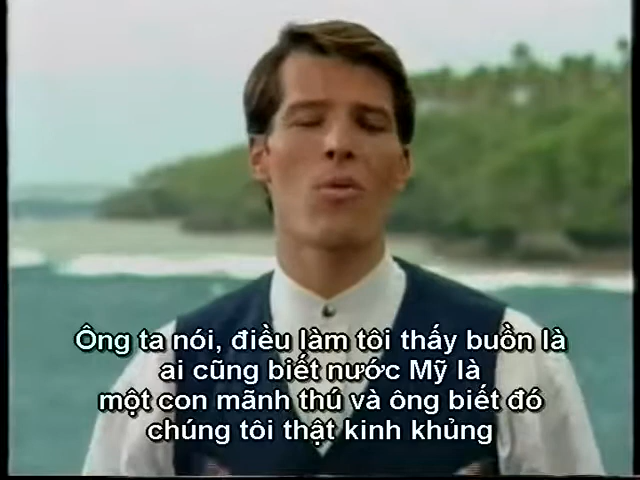 Ông ta nói, điều làm tôi thấy buồn là
ai cũng biết nước Mỹ là
một con mãnh thú và ông biết đó
chúng tôi thật kinh khủng